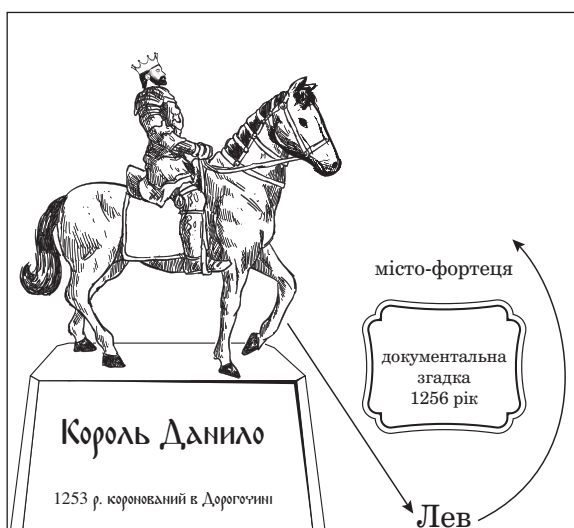 місто-фортеця
документальна
згадка
1256 рік
Король Данило
1253 р. коронований в Дорогочині
Лев